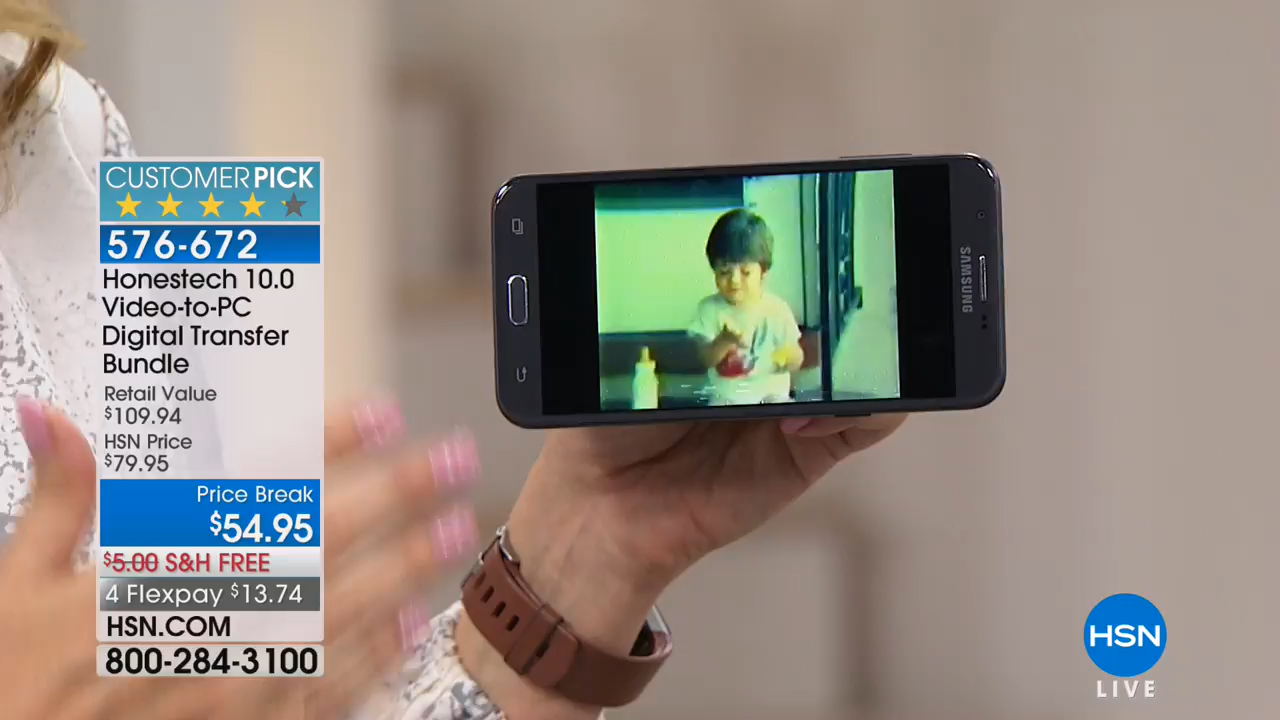 CUSTOMERPICK
576-672
Honestech 10.0
Video-to-PC
Digital Transfer
Bundle
Retail Value
$109.94
HSN Price
$79.95
Price Break
$54.95
$5.00 S&H FREE
4 Flexpay $13.74
HSN.COM
800-284-3100
SAMSUNG
HSN
LIVE